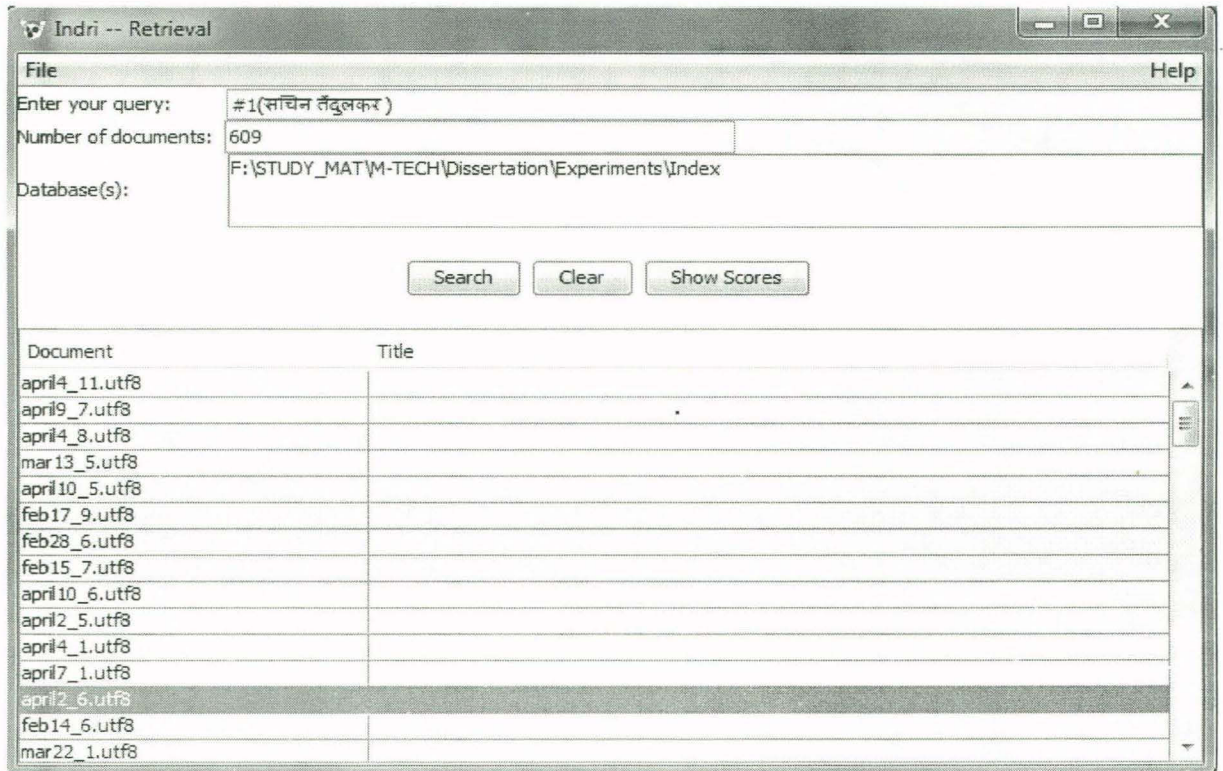 Indri -- Retrieval
File Help
Enter your query: #1(सचिन तेंदुलकर )
Number of documents: 609
Database(s): F:\STUDY_MAT\M-TECH\Dissertation\Experiments\Index
Search Clear Show Scores
Document Title
april4_11.utf8
april9_7.utf8
april4_8.utf8
mar13_5.utf8
april10_5.utf8
feb17_9.utf8
feb28_6.utf8
feb15_7.utf8
april10_6.utf8
april2_5.utf8
april4_1.utf8
april7_1.utf8
april2_6.utf8
feb14_6.utf8
mar22_1.utf8